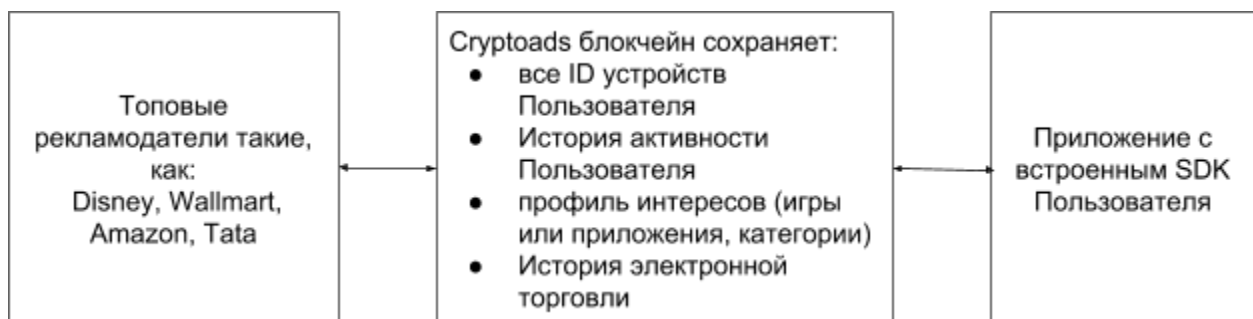 Топовые
рекламодатели такие,
как:
Disney, Wallmart,
Amazon, Tata
Cryptoads блокчейн сохраняет:
● все ID устройств
Пользователя
● История активности
Пользователя
● профиль интересов (игры
или приложения, категории)
● История электронной
торговли
Приложение с
встроенным SDK
Пользователя